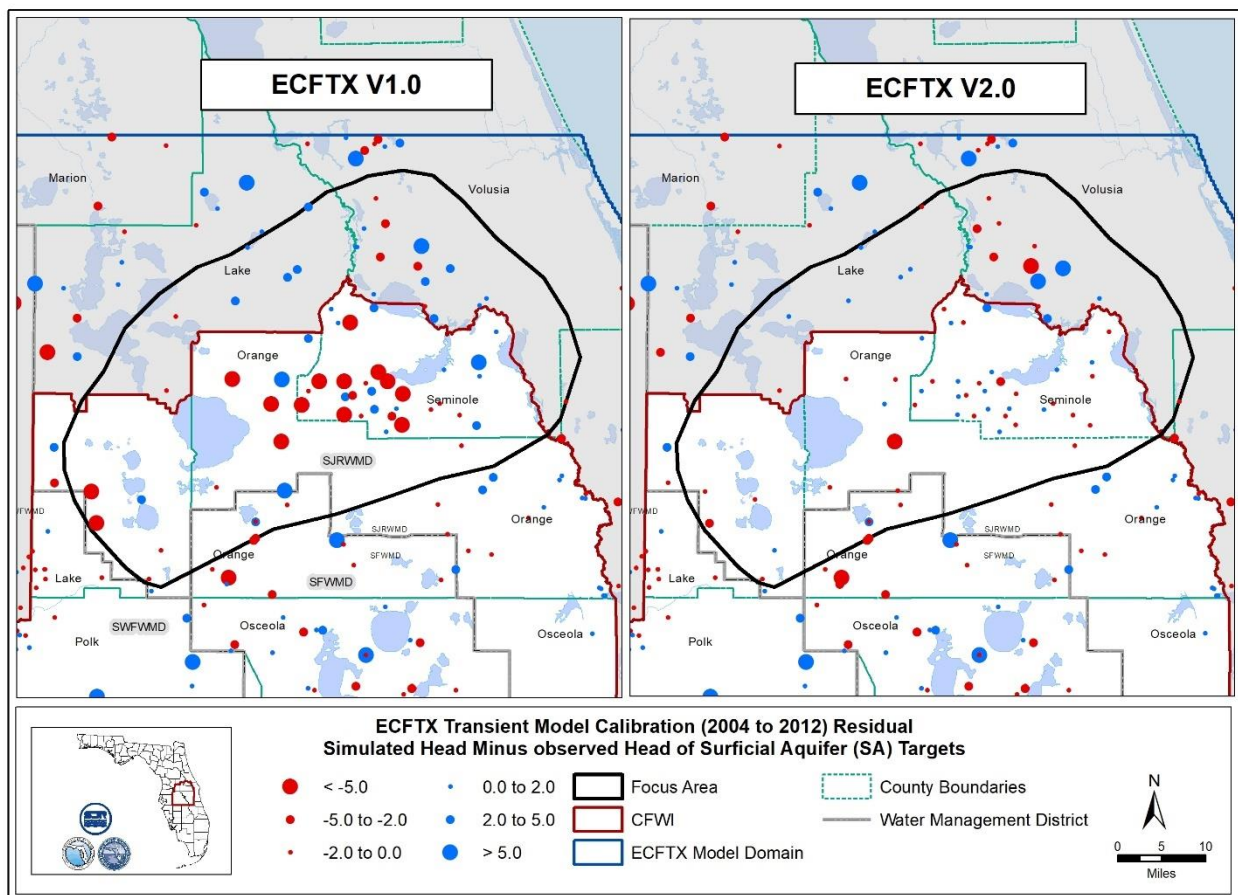 ECFTX V1.0
Marion
Volusia
Lake
Orange
Seminole
SJRWMD
Orange
SJRWMD
SFWMD
Orange
Lake
SFWMD
SWFWMD
Osceola
Polk
Osceola
ECFTX V2.0
Marion
Volusia
Lake
Orange
Seminole
Orange
SJRWMD
Orange
SFWMD
Lake
Osceola
Polk
Osceola
ECFTX Transient Model Calibration (2004 to 2012) Residual
Simulated Head Minus observed Head of Surficial Aquifer (SA) Targets
< -5.0
-5.0 to -2.0
-2.0 to 0.0
0.0 to 2.0
2.0 to 5.0
> 5.0
Focus Area
CFWI
ECFTX Model Domain
County Boundaries
Water Management District
N
0 5 10
Miles